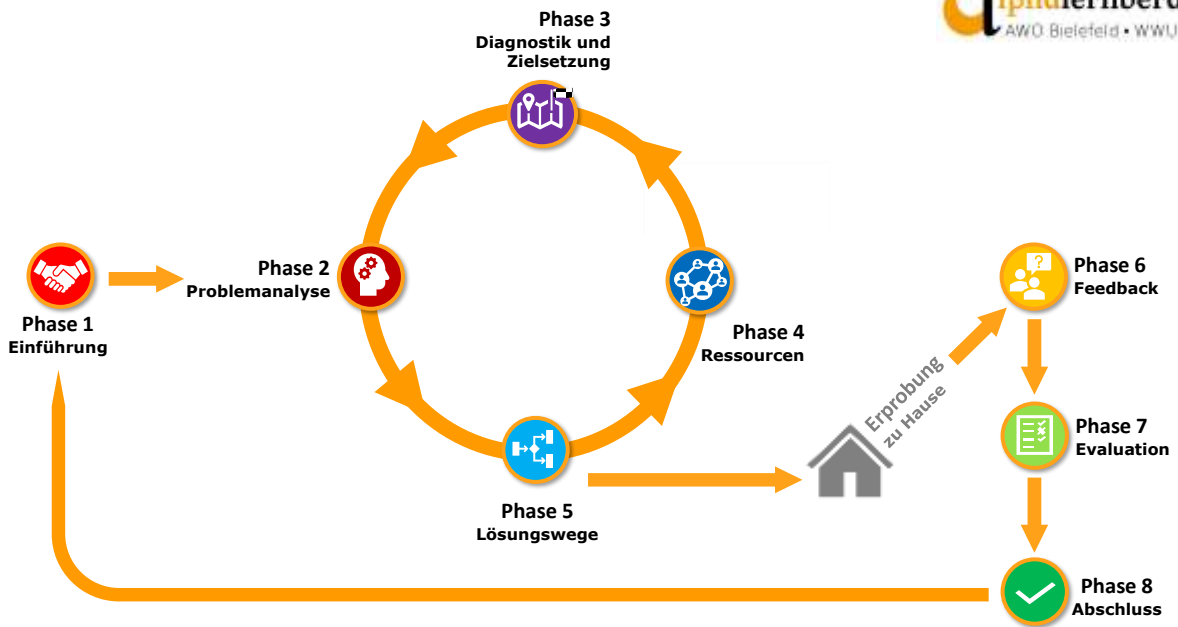 AWO Bielefeld • WWU
Phase 3
Diagnostik und
Zielsetzung
Phase 1
Einführung
Phase 2
Problemanalyse
Phase 4
Ressourcen
Phase 5
Lösungswege
Erprobung
zu Hause
?
Phase 6
Feedback
Phase 7
Evaluation
Phase 8
Abschluss